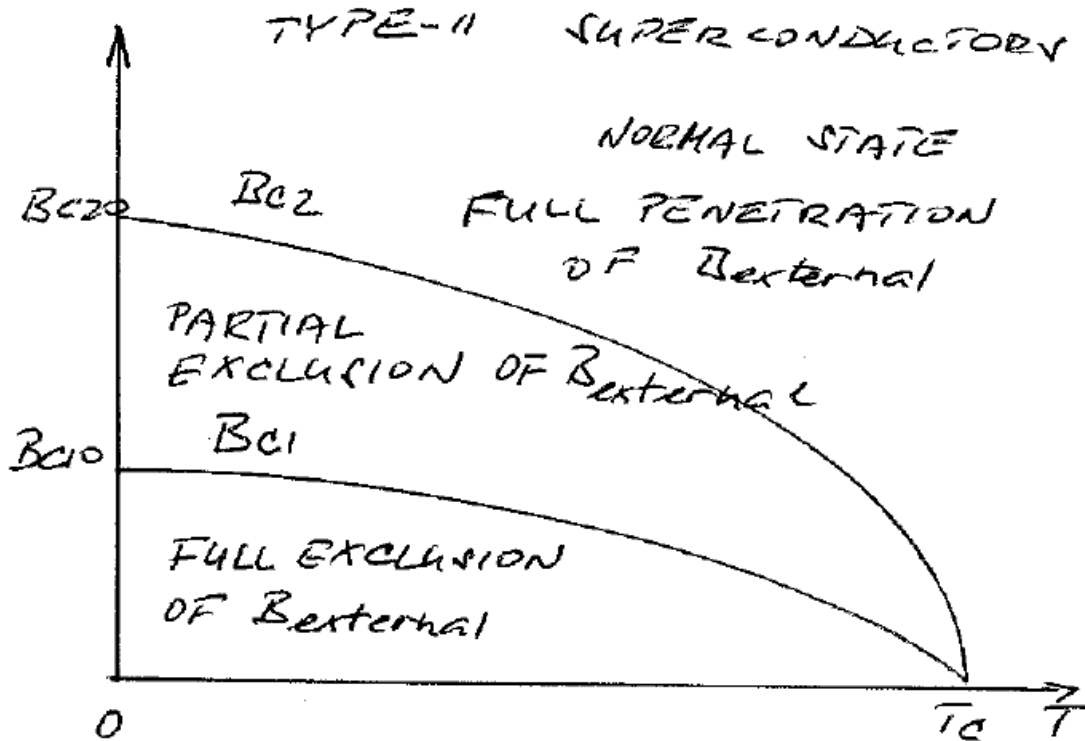 TYPE-II SUPERCONDUCTORS
NORMAL STATE
Bc20
Bc2
FULL PENETRATION
OF Bexternal
PARTIAL
EXCLUSION OF Bexternal
Bc10
Bc1
FULL EXCLUSION
OF Bexternal
0
Tc
T